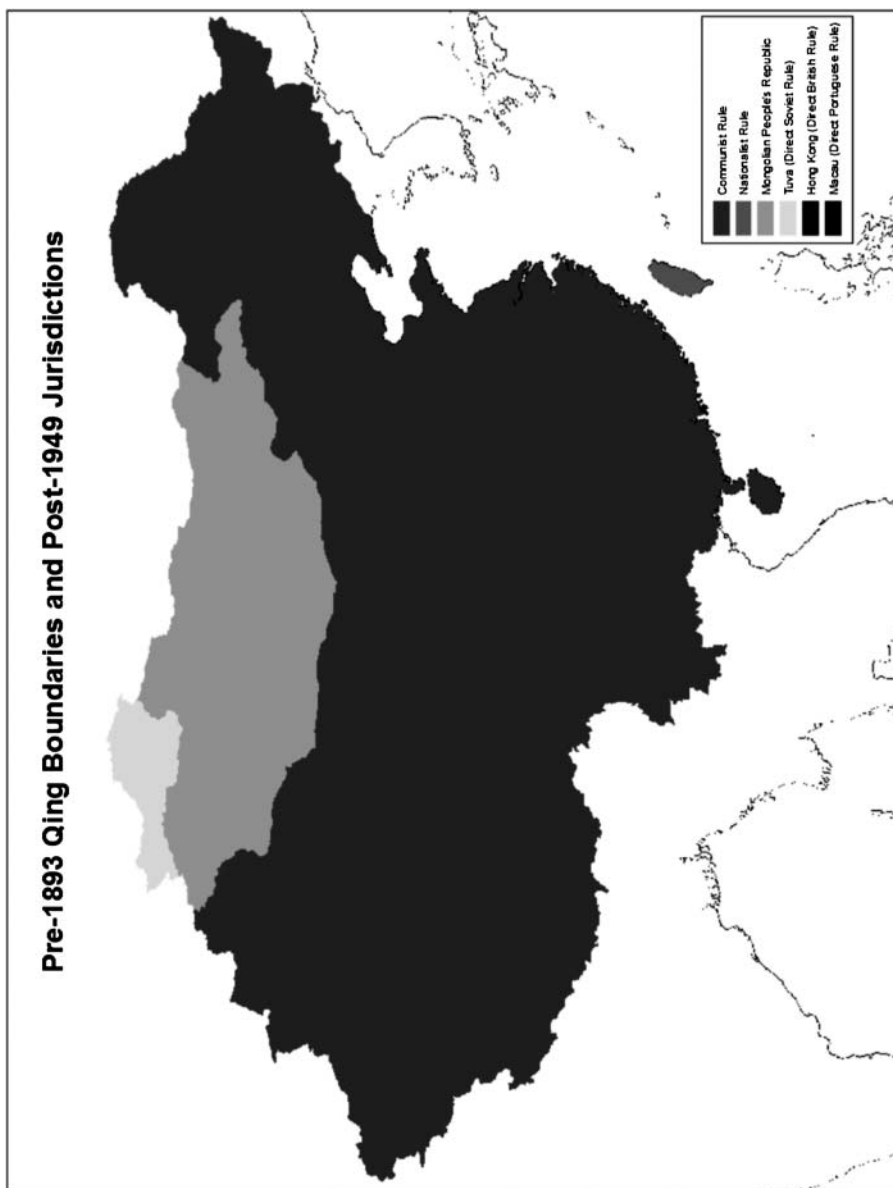 Pre-1893 Qing Boundaries and Post-1949 Jurisdictions
Communist Rule
Nationalist Rule
Mongolian People's Republic
Tuva (Direct Soviet Rule)
Hong Kong (Direct British Rule)
Macau (Direct Portuguese Rule)